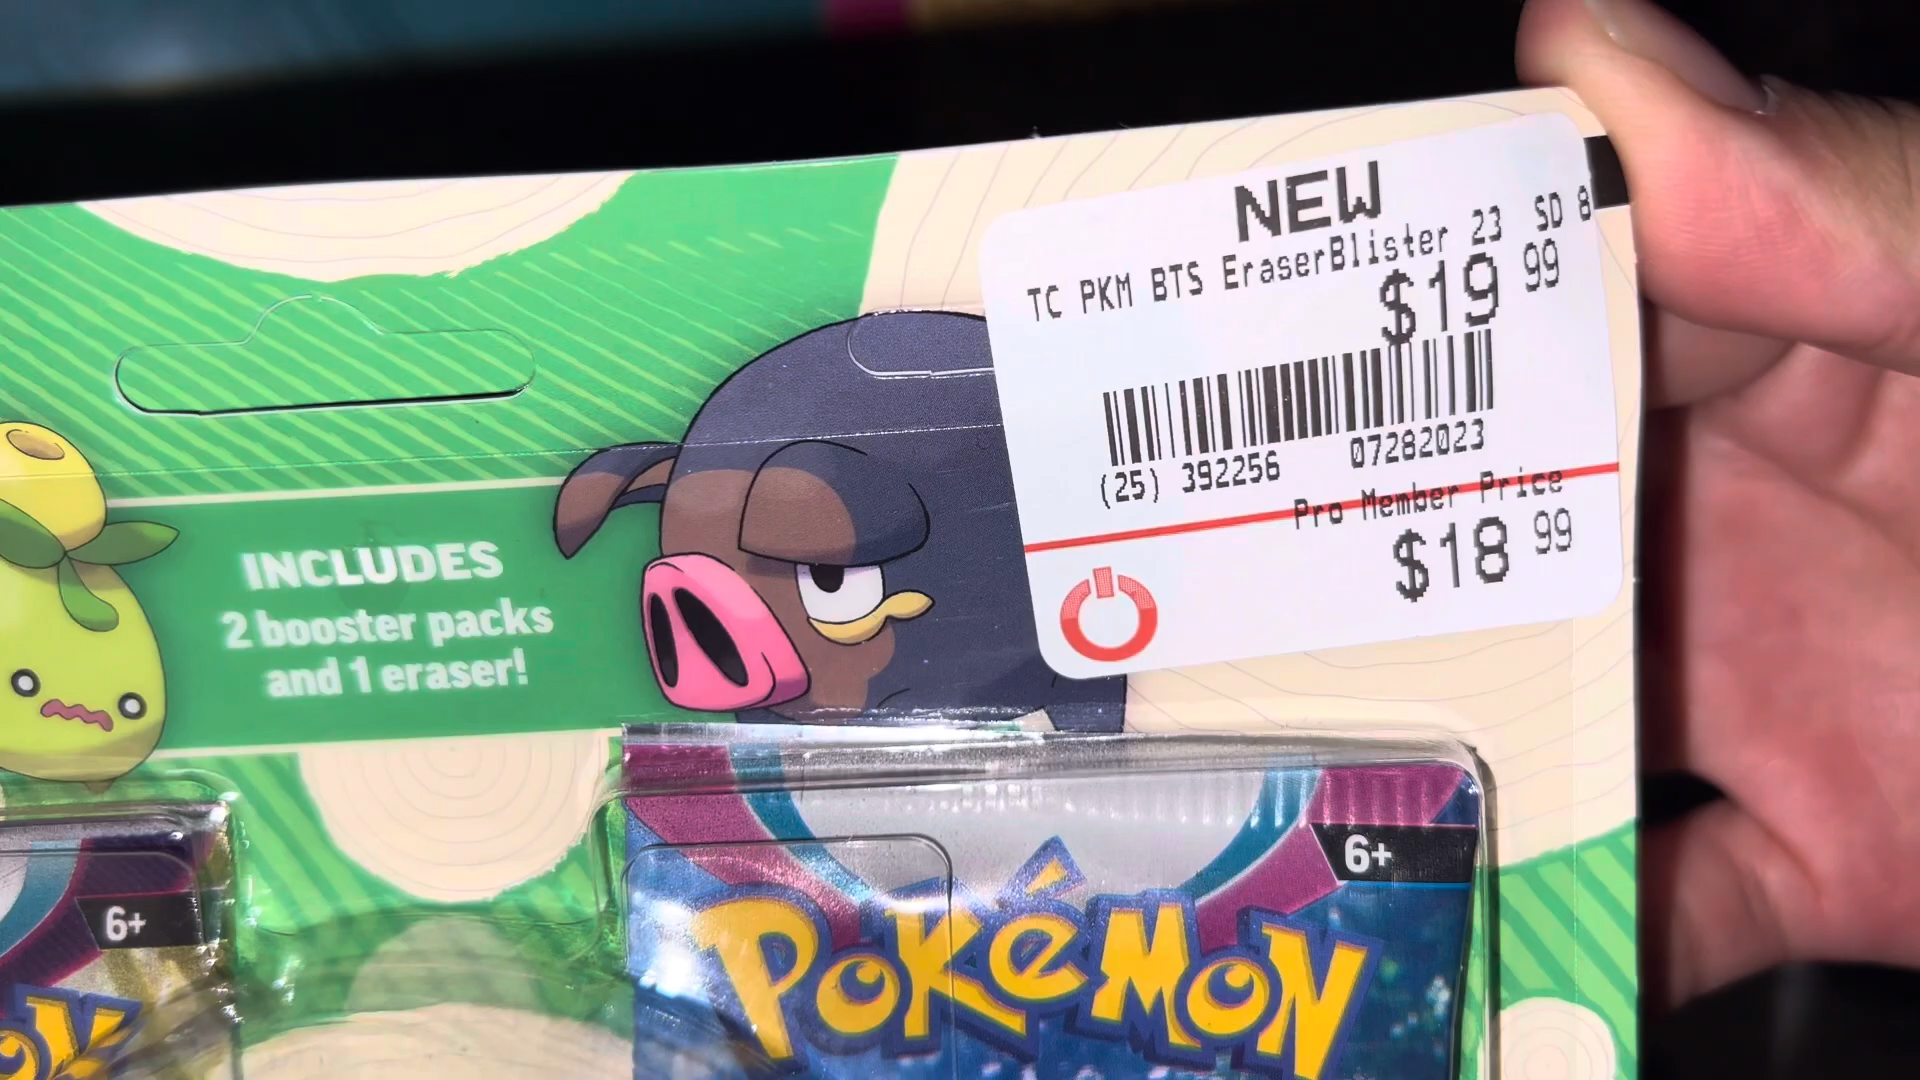 NEW
TC PKM BTS EraserBlister 23 SD 8
$19 99
(25) 392256 07282023
Pro Member Price
$18 99
INCLUDES
2 booster packs
and 1 eraser!
6+
6+
POKéMON